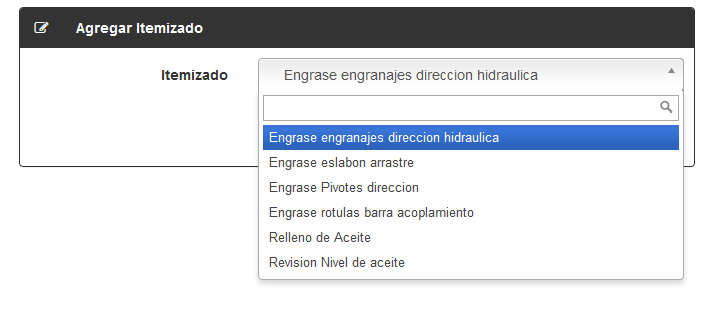 Agregar Itemizado
Itemizado
Engrase engranajes direccion hidraulica
Engrase engranajes direccion hidraulica
Engrase eslabon arrastre
Engrase Pivotes direccion
Engrase rotulas barra acoplamiento
Relleno de Aceite
Revision Nivel de aceite